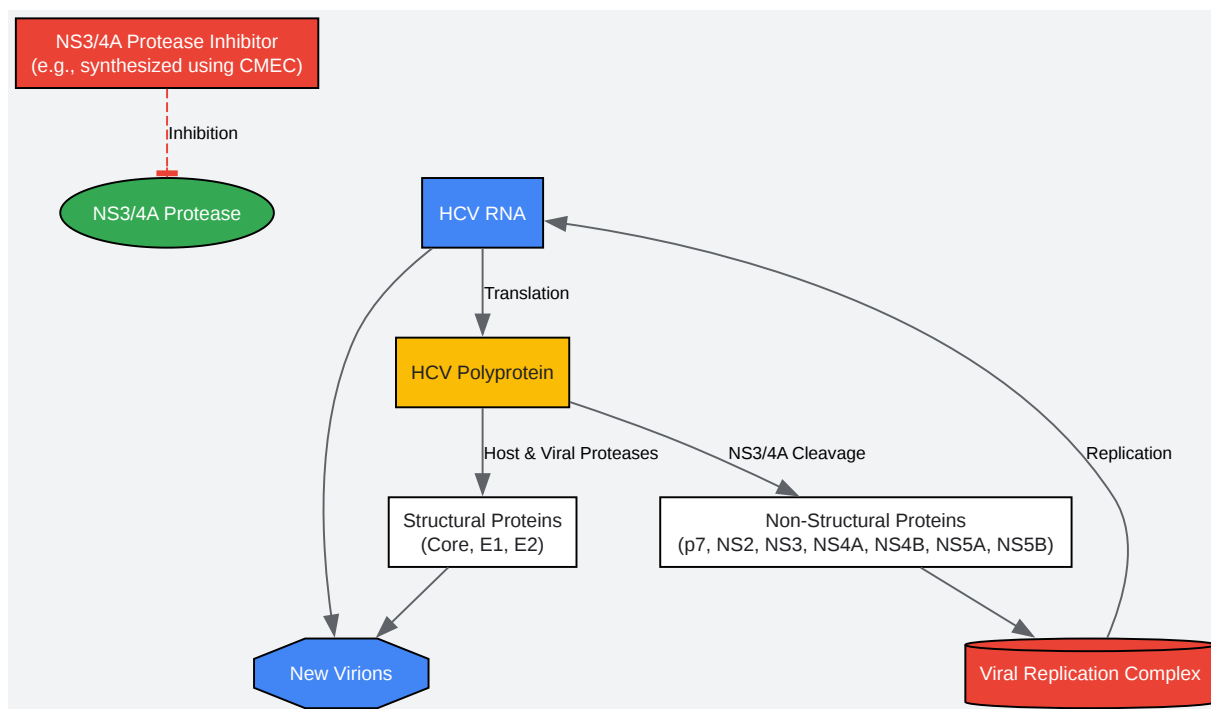 NS3/4A Protease Inhibitor
(e.g., synthesized using CMEC)
Inhibition
NS3/4A Protease
HCV RNA
Translation
HCV Polyprotein
Host & Viral Proteases
NS3/4A Cleavage
Replication
Structural Proteins
(Core, E1, E2)
Non-Structural Proteins
(p7, NS2, NS3, NS4A, NS4B, NS5A, NS5B)
New Virions
Viral Replication Complex